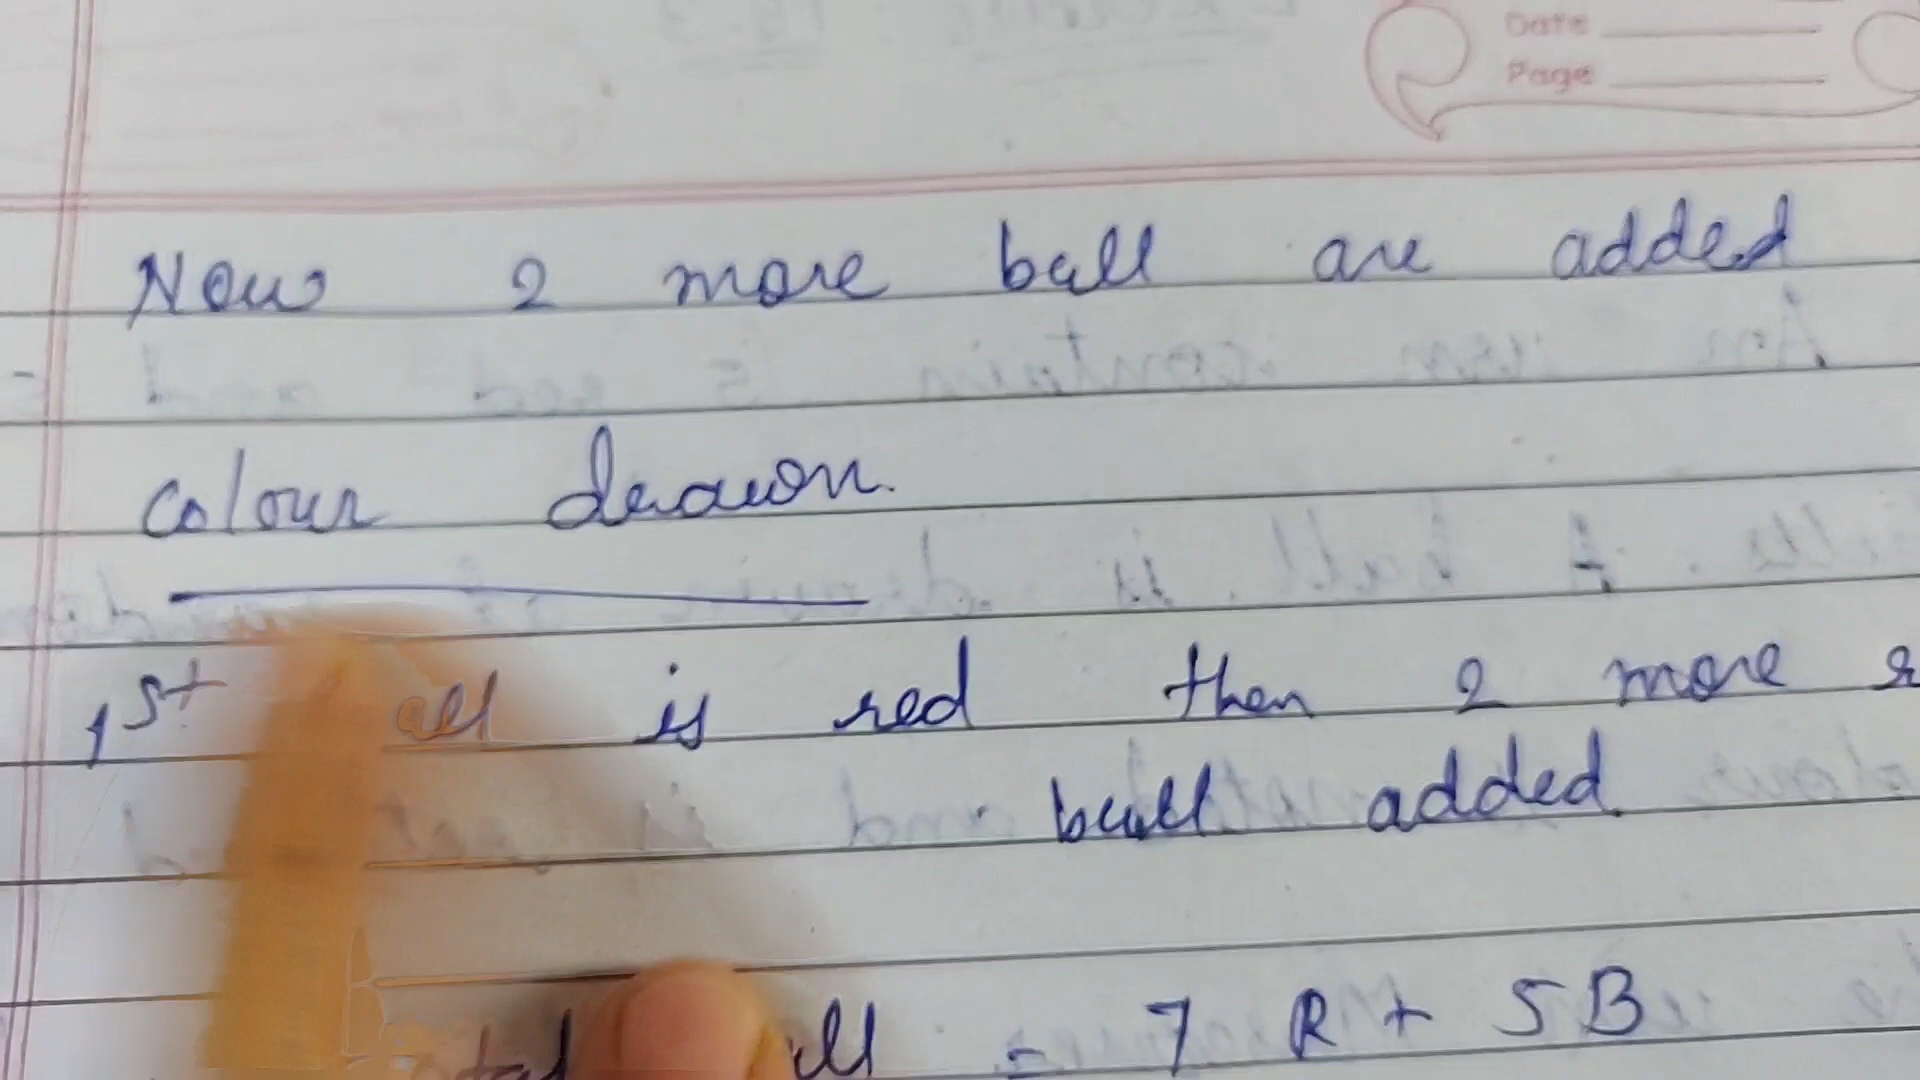 Date
Page
Now 2 more ball are added
colour drawn.
1st is red then 2 more
ball added
= 7 R + 5 B